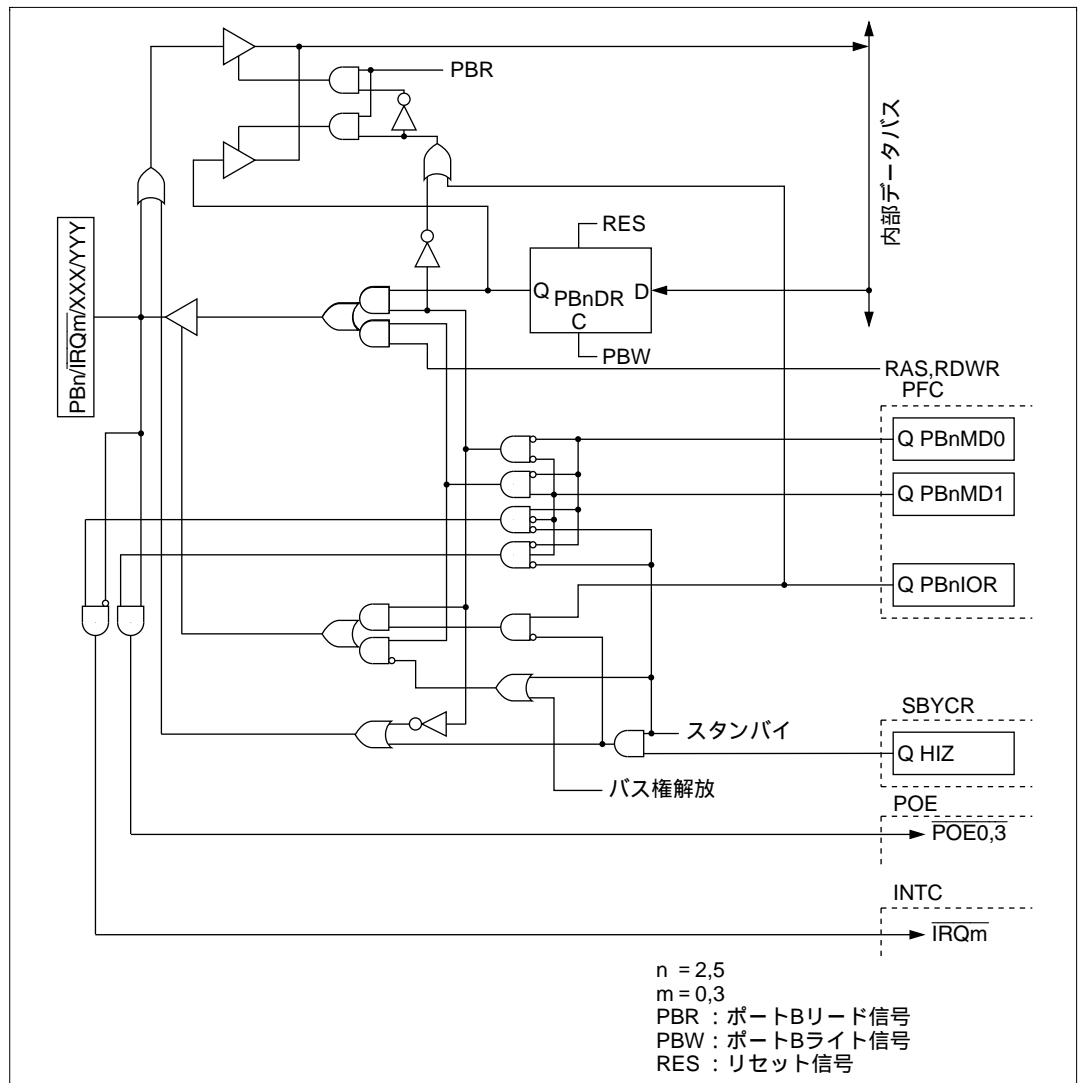 PBR
内部データバス
RES
Q PBnDR D
C
PBW
PBn/IRQm/XXX/YYY
RAS,RDWR
PFC
Q PBnMD0
Q PBnMD1
Q PBnIOR
SBYCR
スタンバイ
Q HIZ
バス権解放
POE
POE0,3
INTC
IRQm
n = 2,5
m = 0,3
PBR : ポートBリード信号
PBW : ポートBライト信号
RES : リセット信号